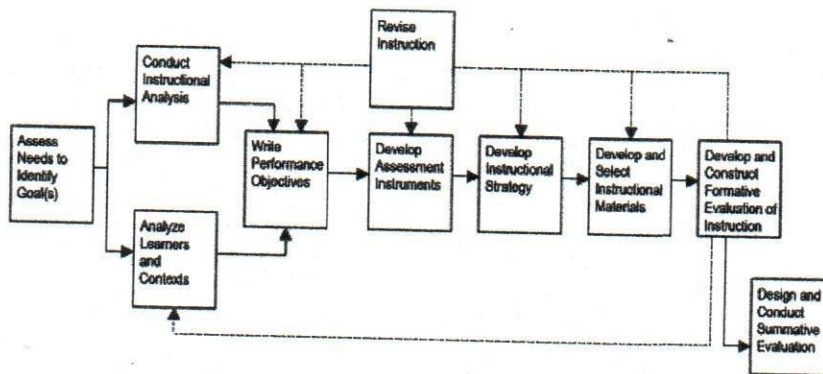 Revise
Instruction
Conduct
Instructional
Analysis
Assess
Needs to
Identify
Goal(s)
Write
Performance
Objectives
Develop
Assessment
Instruments
Develop
Instructional
Strategy
Develop and
Select
Instructional
Materials
Develop and
Construct
Formative
Evaluation of
Instruction
Analyze
Learners
and
Contexts
Design and
Conduct
Summative
Evaluation